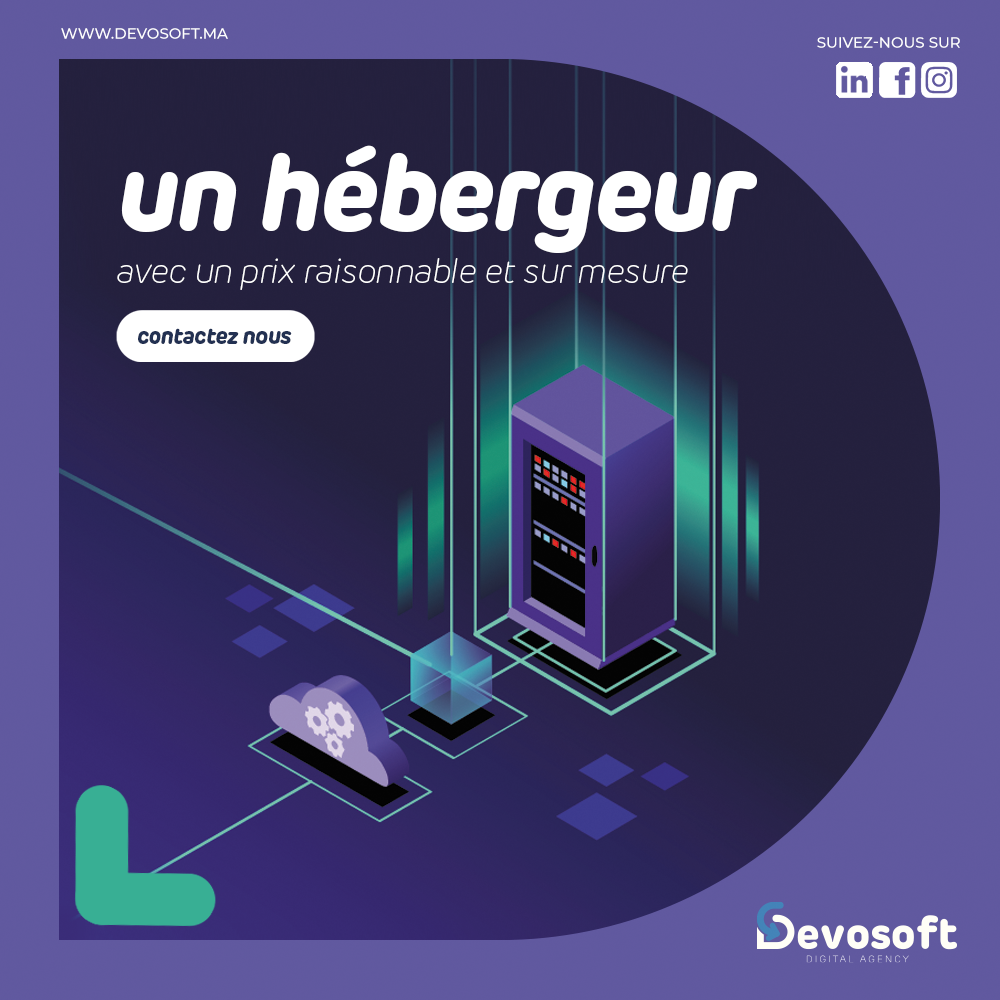 WWW.DEVOSOFT.MA
SUIVEZ-NOUS SUR
in f
un hébergeur
avec un prix raisonnable et sur mesure
contactez nous
Devosoft
DIGITAL AGENCY